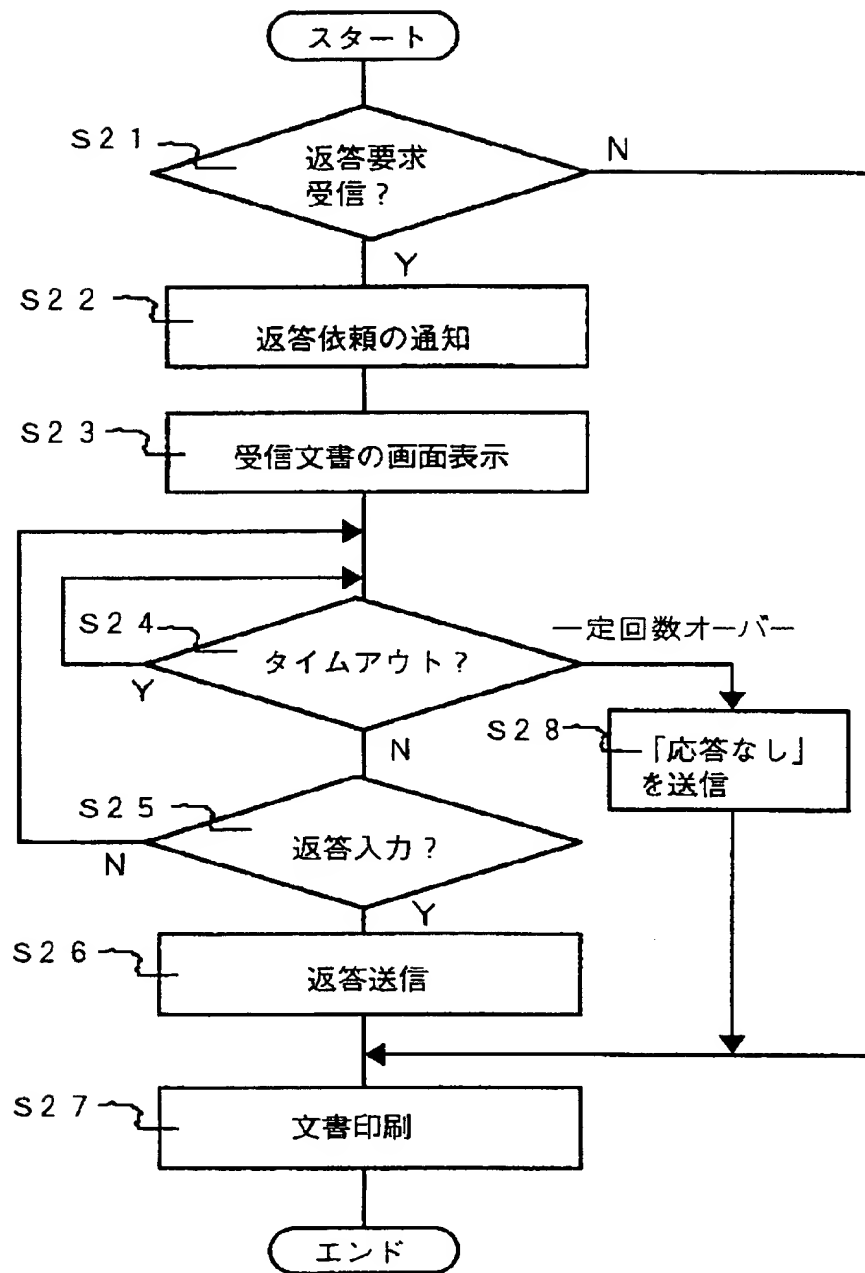 スタート
S21
返答要求
受信？
N
Y
S22
返答依頼の通知
S23
受信文書の画面表示
S24
タイムアウト？
一定回数オーバー
Y
N
S28
「応答なし」
を送信
S25
返答入力？
N
Y
S26
返答送信
S27
文書印刷
エンド